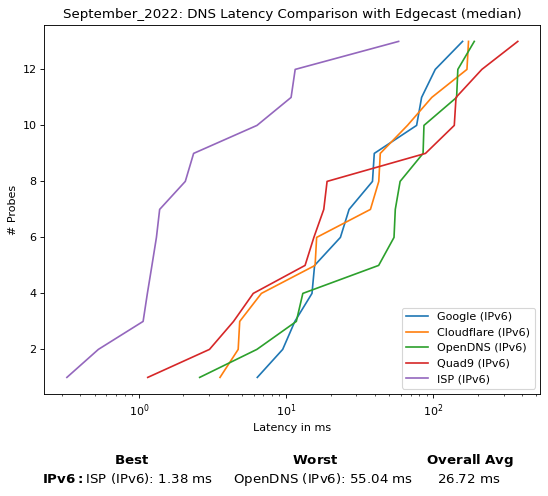 September_2022: DNS Latency Comparison with Edgecast (median)
# Probes
12
10
8
6
4
2
Google (IPv6)
Cloudflare (IPv6)
OpenDNS (IPv6)
Quad9 (IPv6)
ISP (IPv6)
10⁰ 10¹ 10²
Latency in ms
Best Worst Overall Avg
IPv6: ISP (IPv6): 1.38 ms OpenDNS (IPv6): 55.04 ms 26.72 ms